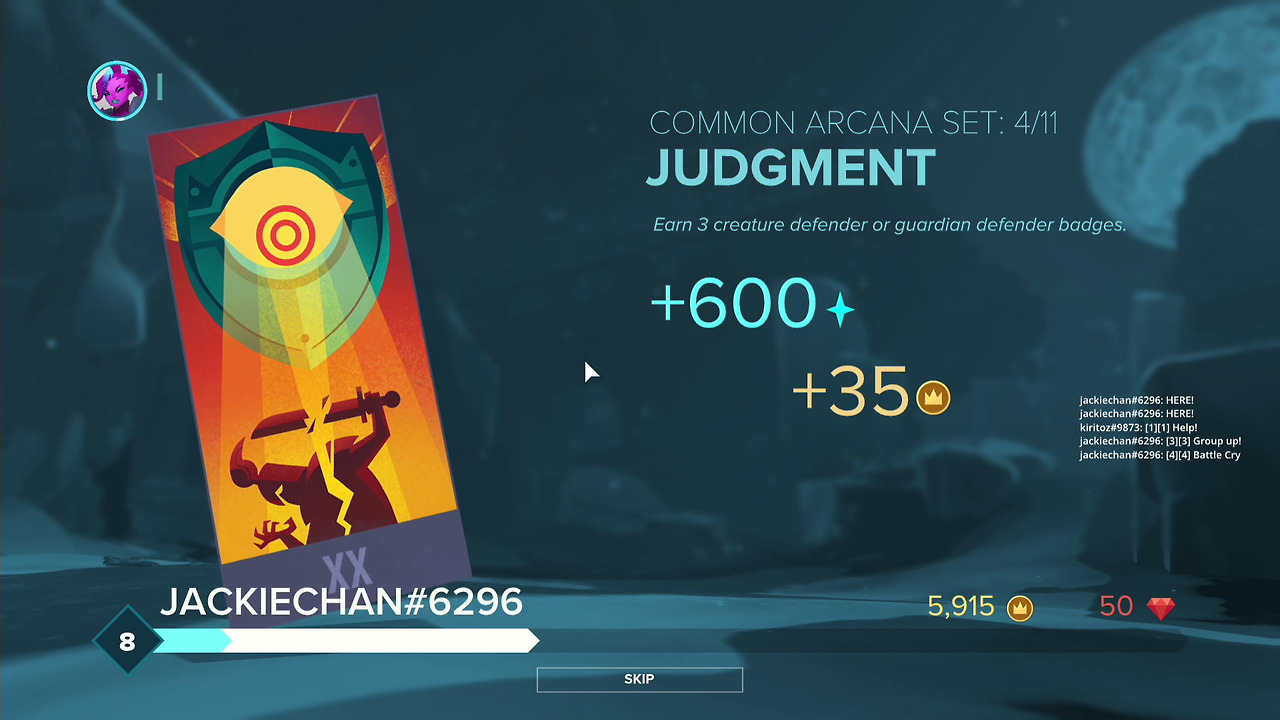 COMMON ARCANA SET: 4/11
JUDGMENT
Earn 3 creature defender or guardian defender badges.
+600
+35
jackiechan#6296: HERE!
jackiechan#6296: HERE!
kiritoz#9873: [1][1] Help!
jackiechan#6296: [3][3] Group up!
jackiechan#6296: [4][4] Battle Cry
XX
JACKIECHAN#6296
5,915
50
8
SKIP